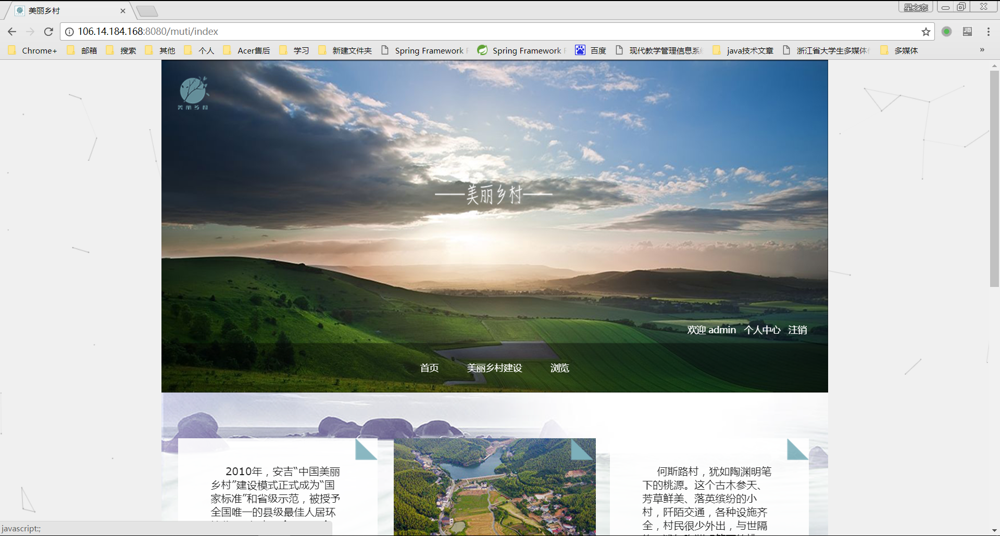 美丽乡村
星之恋
106.14.184.168:8080/muti/index
Chrome+ 邮箱 搜索 其他 个人 Acer售后 学习 新建文件夹 Spring Framework Spring Framework 百度 现代教学管理信息系 java技术文章 浙江省大学生多媒体 多媒体 »
美丽乡村
美丽乡村
欢迎 admin 个人中心 注销
首页 美丽乡村建设 浏览
2010年，安吉“中国美丽
乡村”建设模式正式成为“国
家标准”和省级示范，被授予
全国唯一的县级最佳人居环
何斯路村，犹如陶渊明笔
下的桃源。这个古木参天、
芳草鲜美、落英缤纷的小
村，阡陌交通，各种设施齐
全，村民很少外出，与世隔
javascript:;